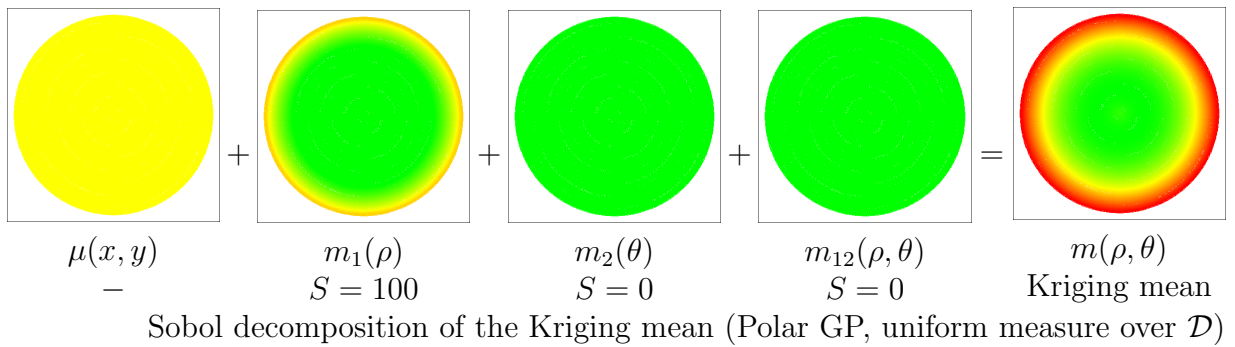 + + + =
μ(x, y) m₁(ρ) m₂(θ) m₁₂(ρ, θ) m(ρ, θ)
− S = 100 S = 0 S = 0 Kriging mean
Sobol decomposition of the Kriging mean (Polar GP, uniform measure over 𝒟)